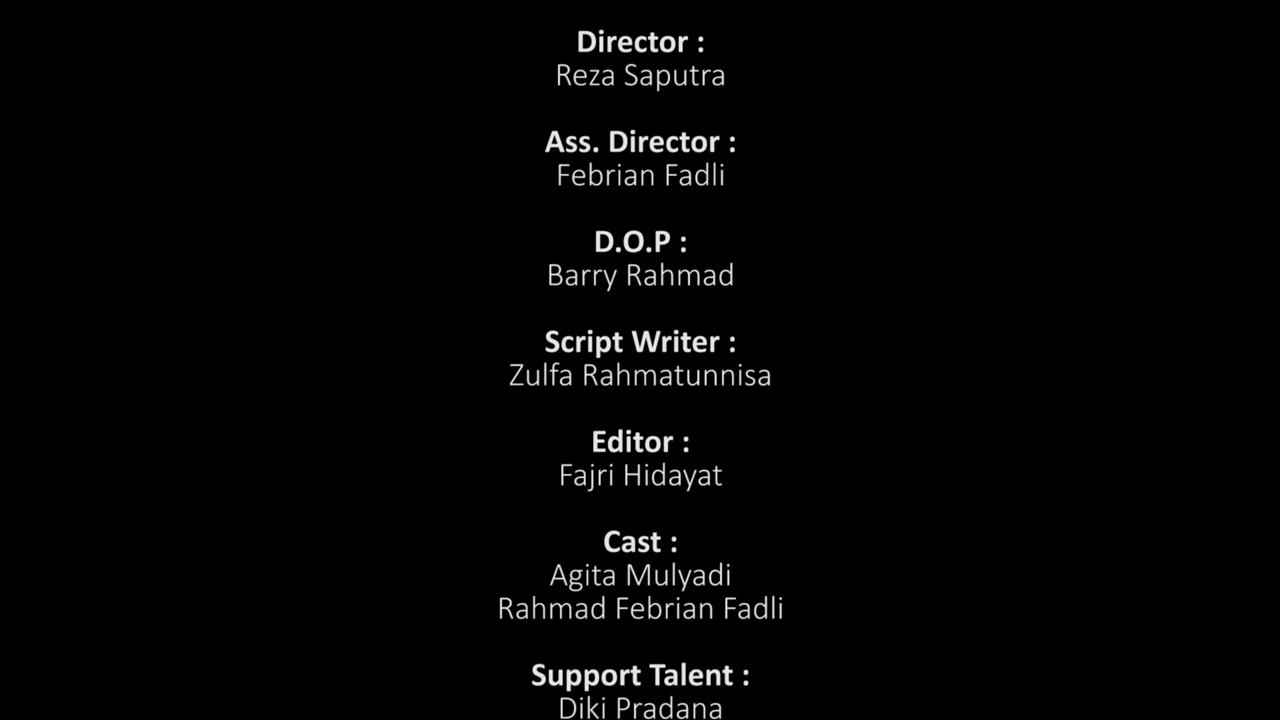 Director :
Reza Saputra
Ass. Director :
Febrian Fadli
D.O.P :
Barry Rahmad
Script Writer :
Zulfa Rahmatunnisa
Editor :
Fajri Hidayat
Cast :
Agita Mulyadi
Rahmad Febrian Fadli
Support Talent :
Diki Pradana